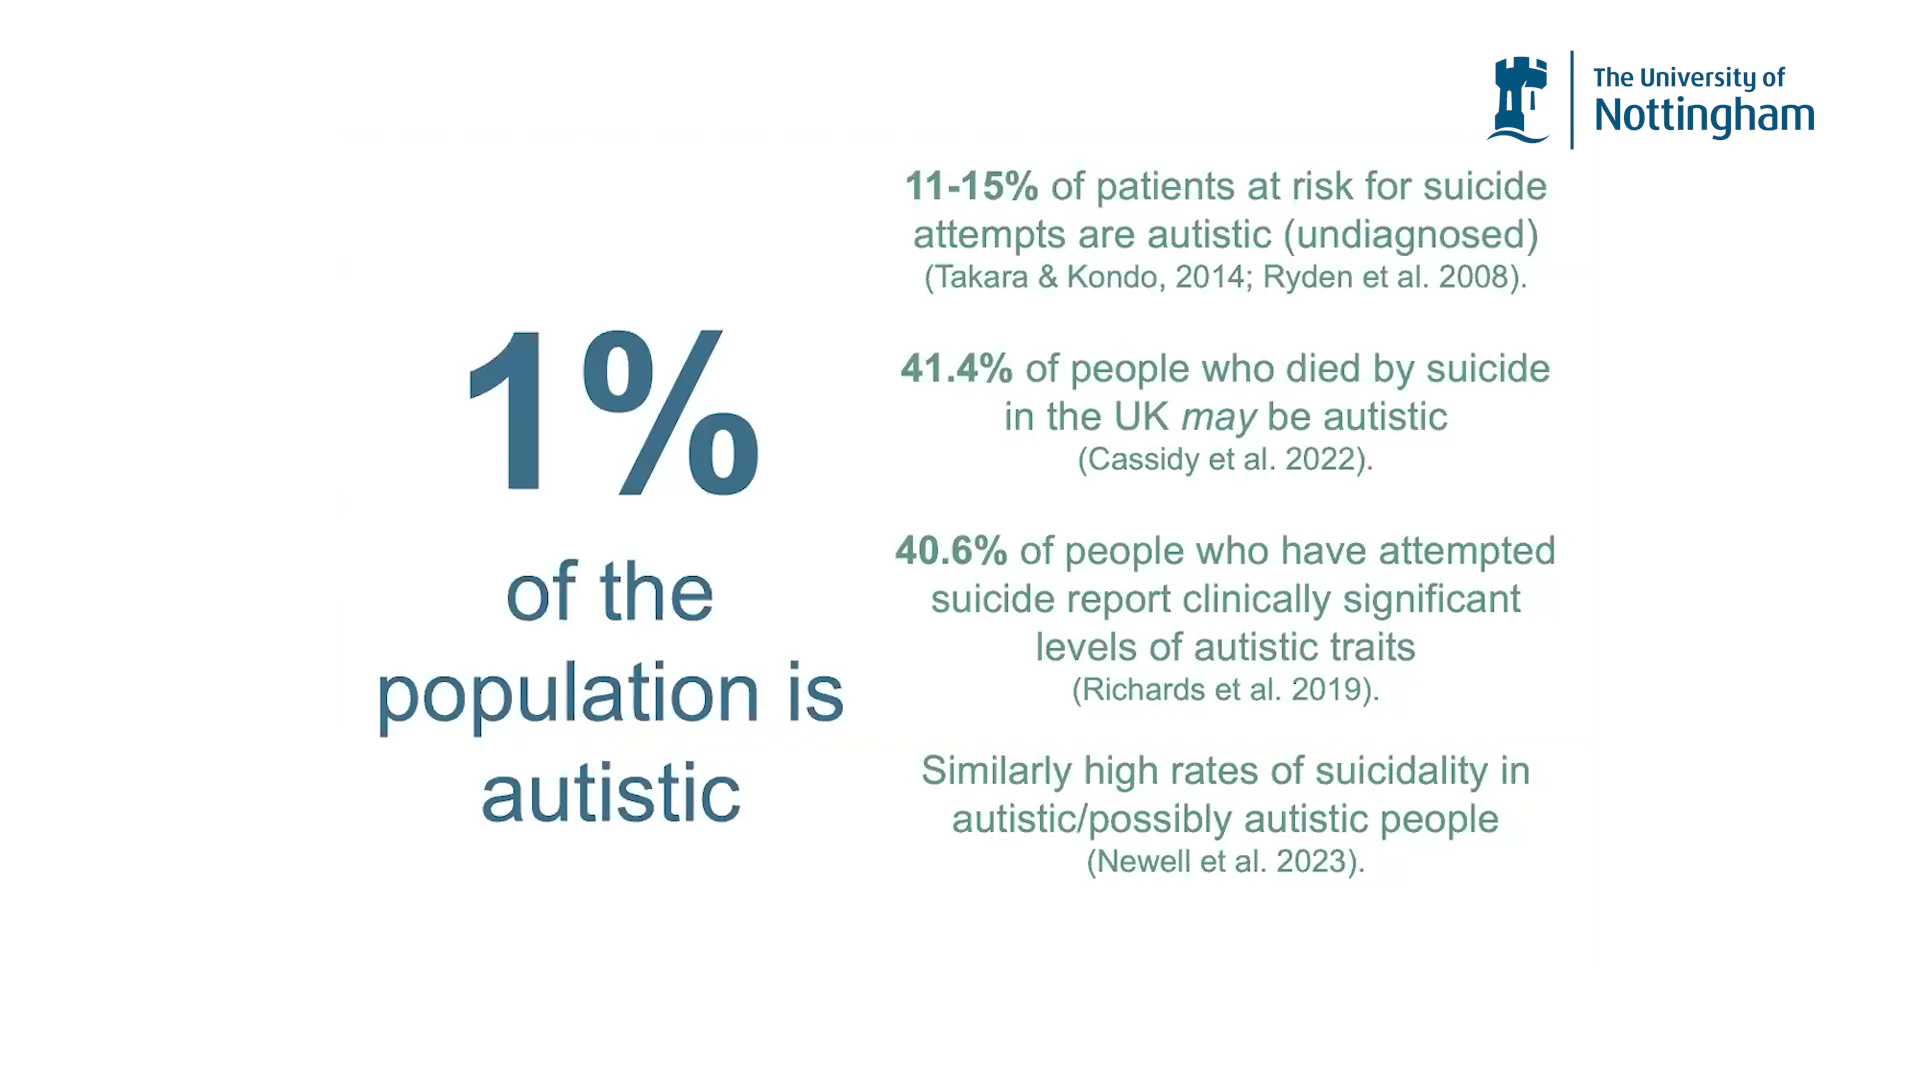 The University of
Nottingham
1%
of the
population is
autistic
11-15% of patients at risk for suicide
attempts are autistic (undiagnosed)
(Takara & Kondo, 2014; Ryden et al. 2008).
41.4% of people who died by suicide
in the UK may be autistic
(Cassidy et al. 2022).
40.6% of people who have attempted
suicide report clinically significant
levels of autistic traits
(Richards et al. 2019).
Similarly high rates of suicidality in
autistic/possibly autistic people
(Newell et al. 2023).